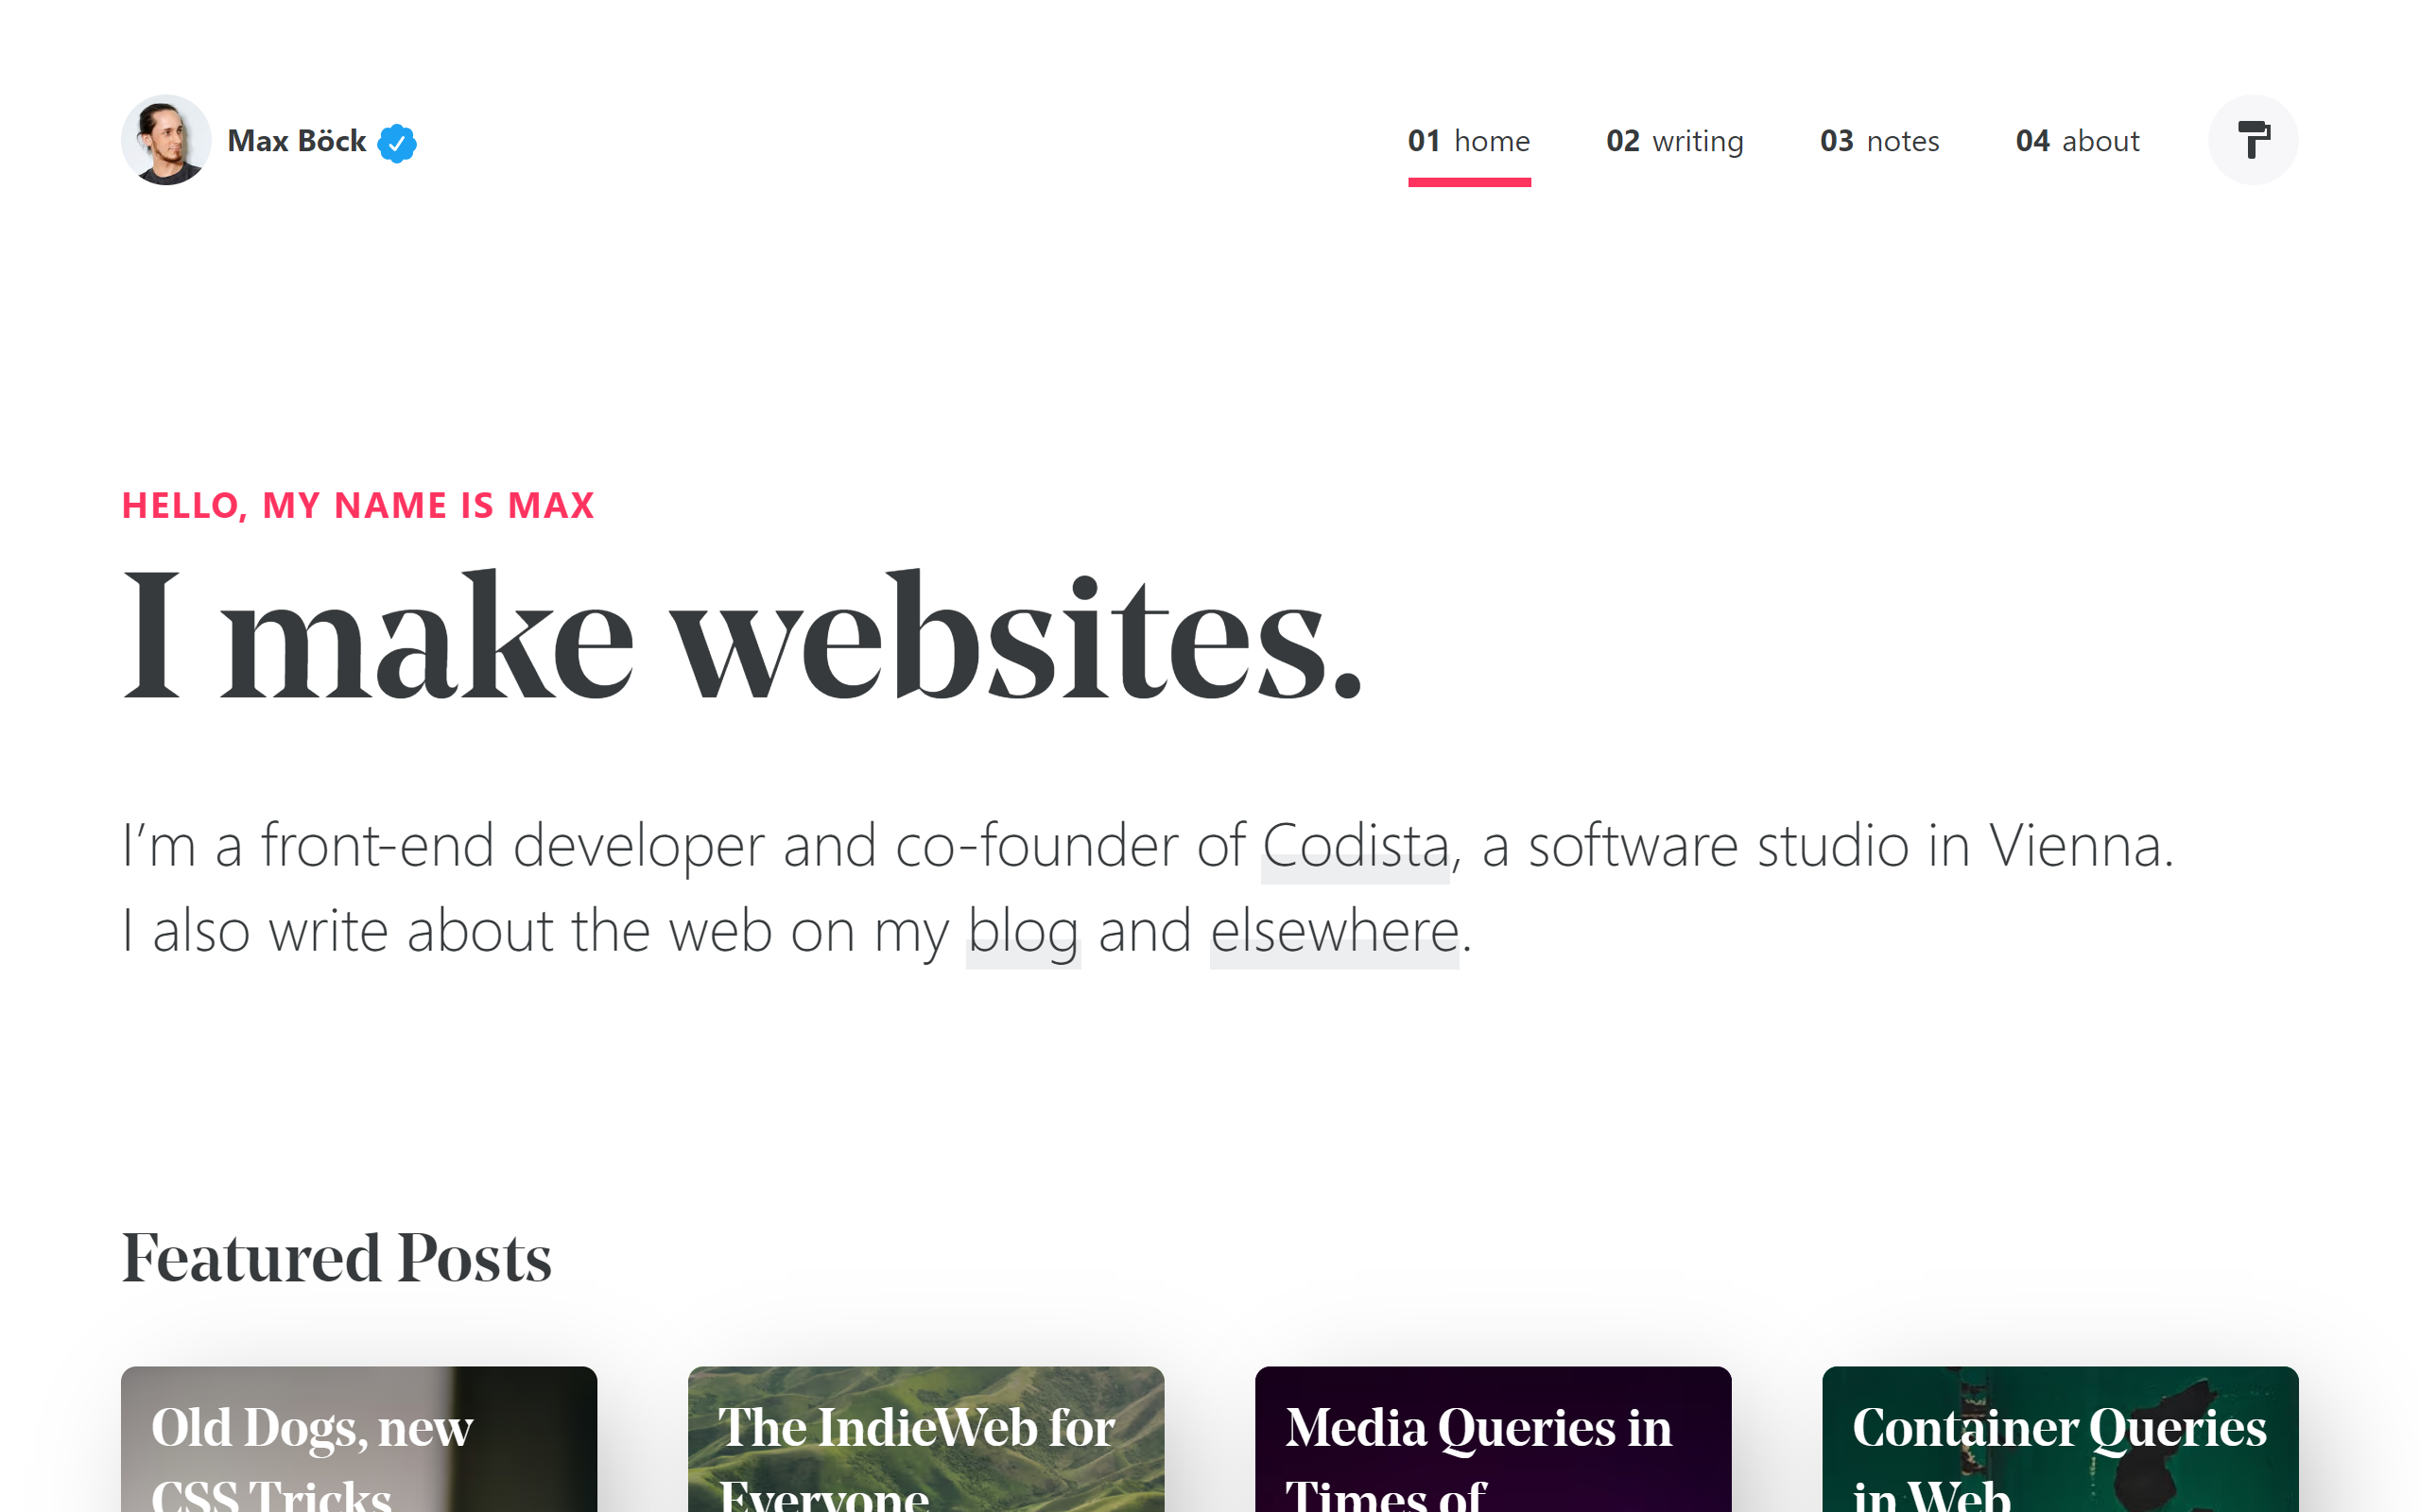 Max Böck
01 home 02 writing 03 notes 04 about
HELLO, MY NAME IS MAX
I make websites.
I’m a front-end developer and co-founder of Codista, a software studio in Vienna.
I also write about the web on my blog and elsewhere.
Featured Posts
Old Dogs, new
CSS Tricks
The IndieWeb for
Everyone
Media Queries in
Times of
Container Queries
in Web